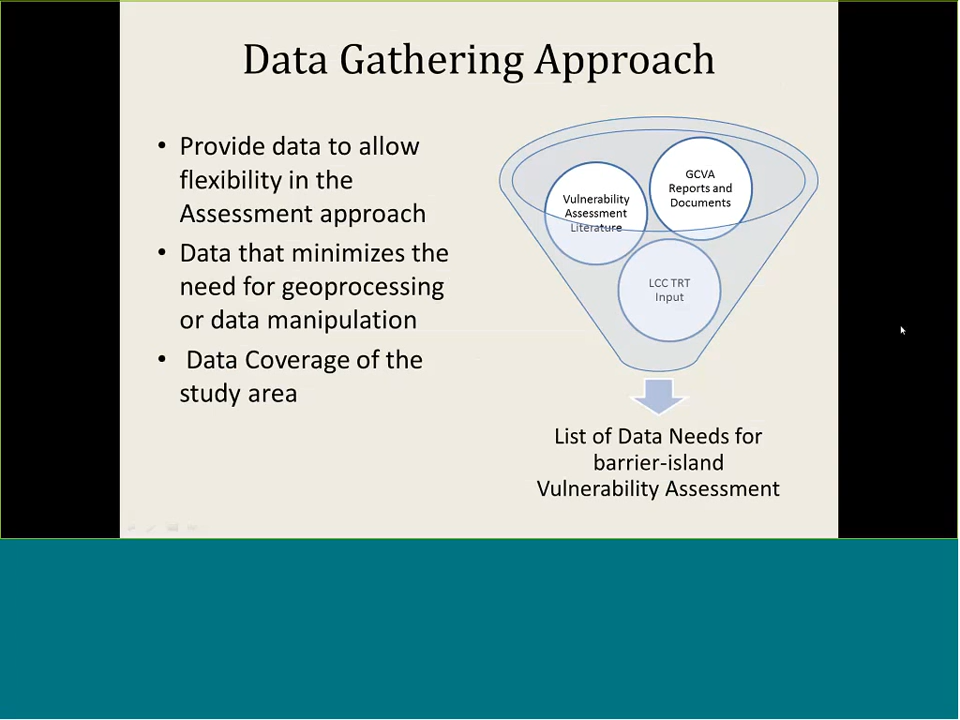 Data Gathering Approach
• Provide data to allow
flexibility in the
Assessment approach
• Data that minimizes the
need for geoprocessing
or data manipulation
• Data Coverage of the
study area
Vulnerability
Assessment
Literature
GCVA
Reports and
Documents
LCC TRT
Input
List of Data Needs for
barrier-island
Vulnerability Assessment